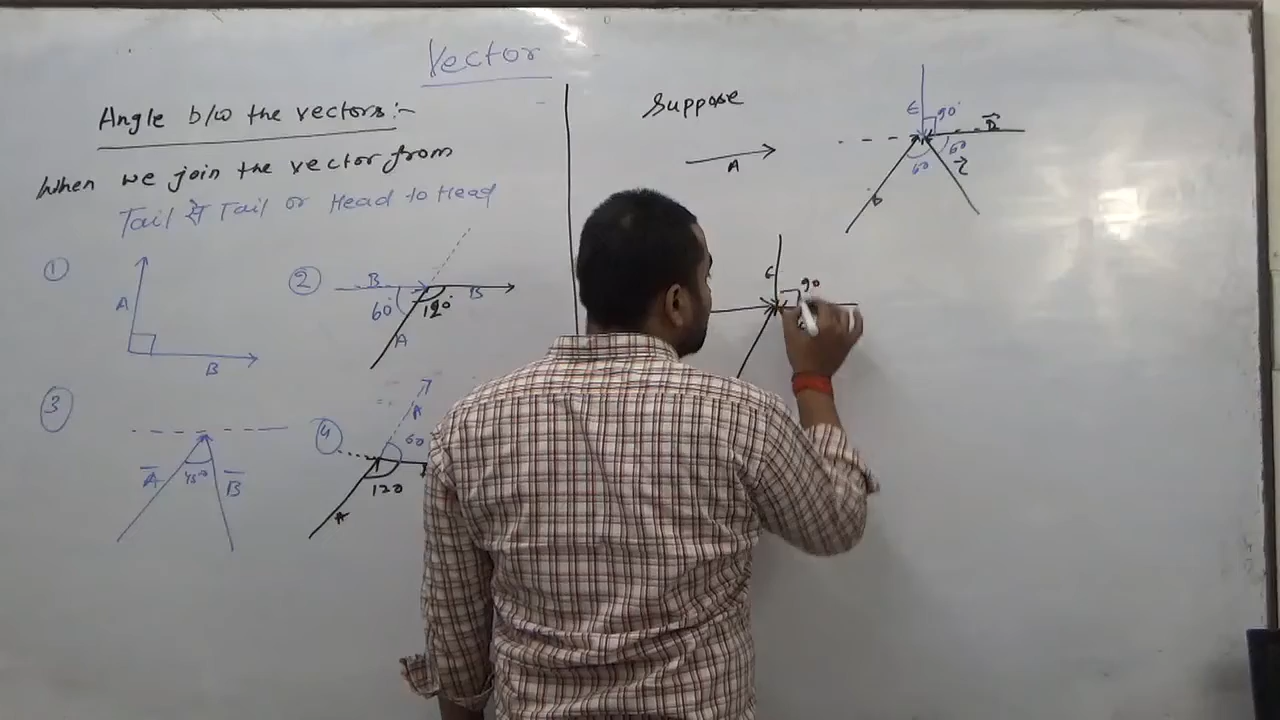 Vector
Angle b/w the vectors:-
When we join the vector from
Tail से Tail or Head to Head
1
A
B
2
B
60°
120°
B
A
3
A
45°
B
4
A
60
120
A
Suppose
A
E
90°
D
60
60
C
E
90